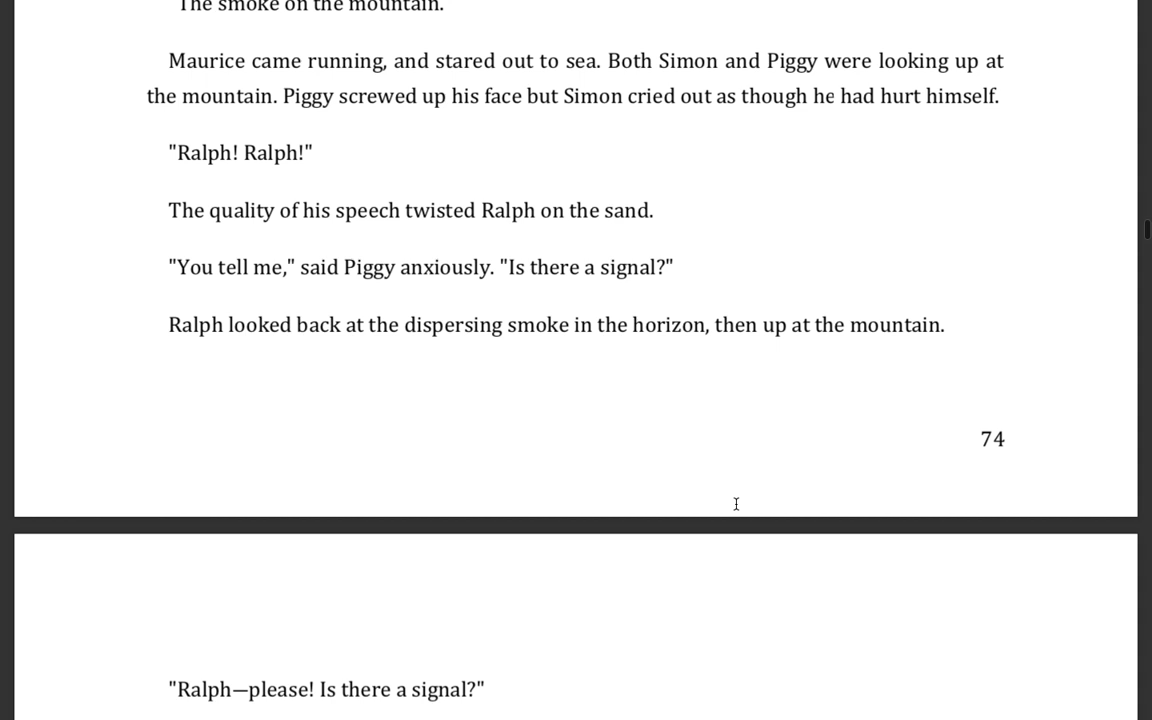 "The smoke on the mountain."
Maurice came running, and stared out to sea. Both Simon and Piggy were looking up at
the mountain. Piggy screwed up his face but Simon cried out as though he had hurt himself.
"Ralph! Ralph!"
The quality of his speech twisted Ralph on the sand.
"You tell me," said Piggy anxiously. "Is there a signal?"
Ralph looked back at the dispersing smoke in the horizon, then up at the mountain.
74
"Ralph—please! Is there a signal?"